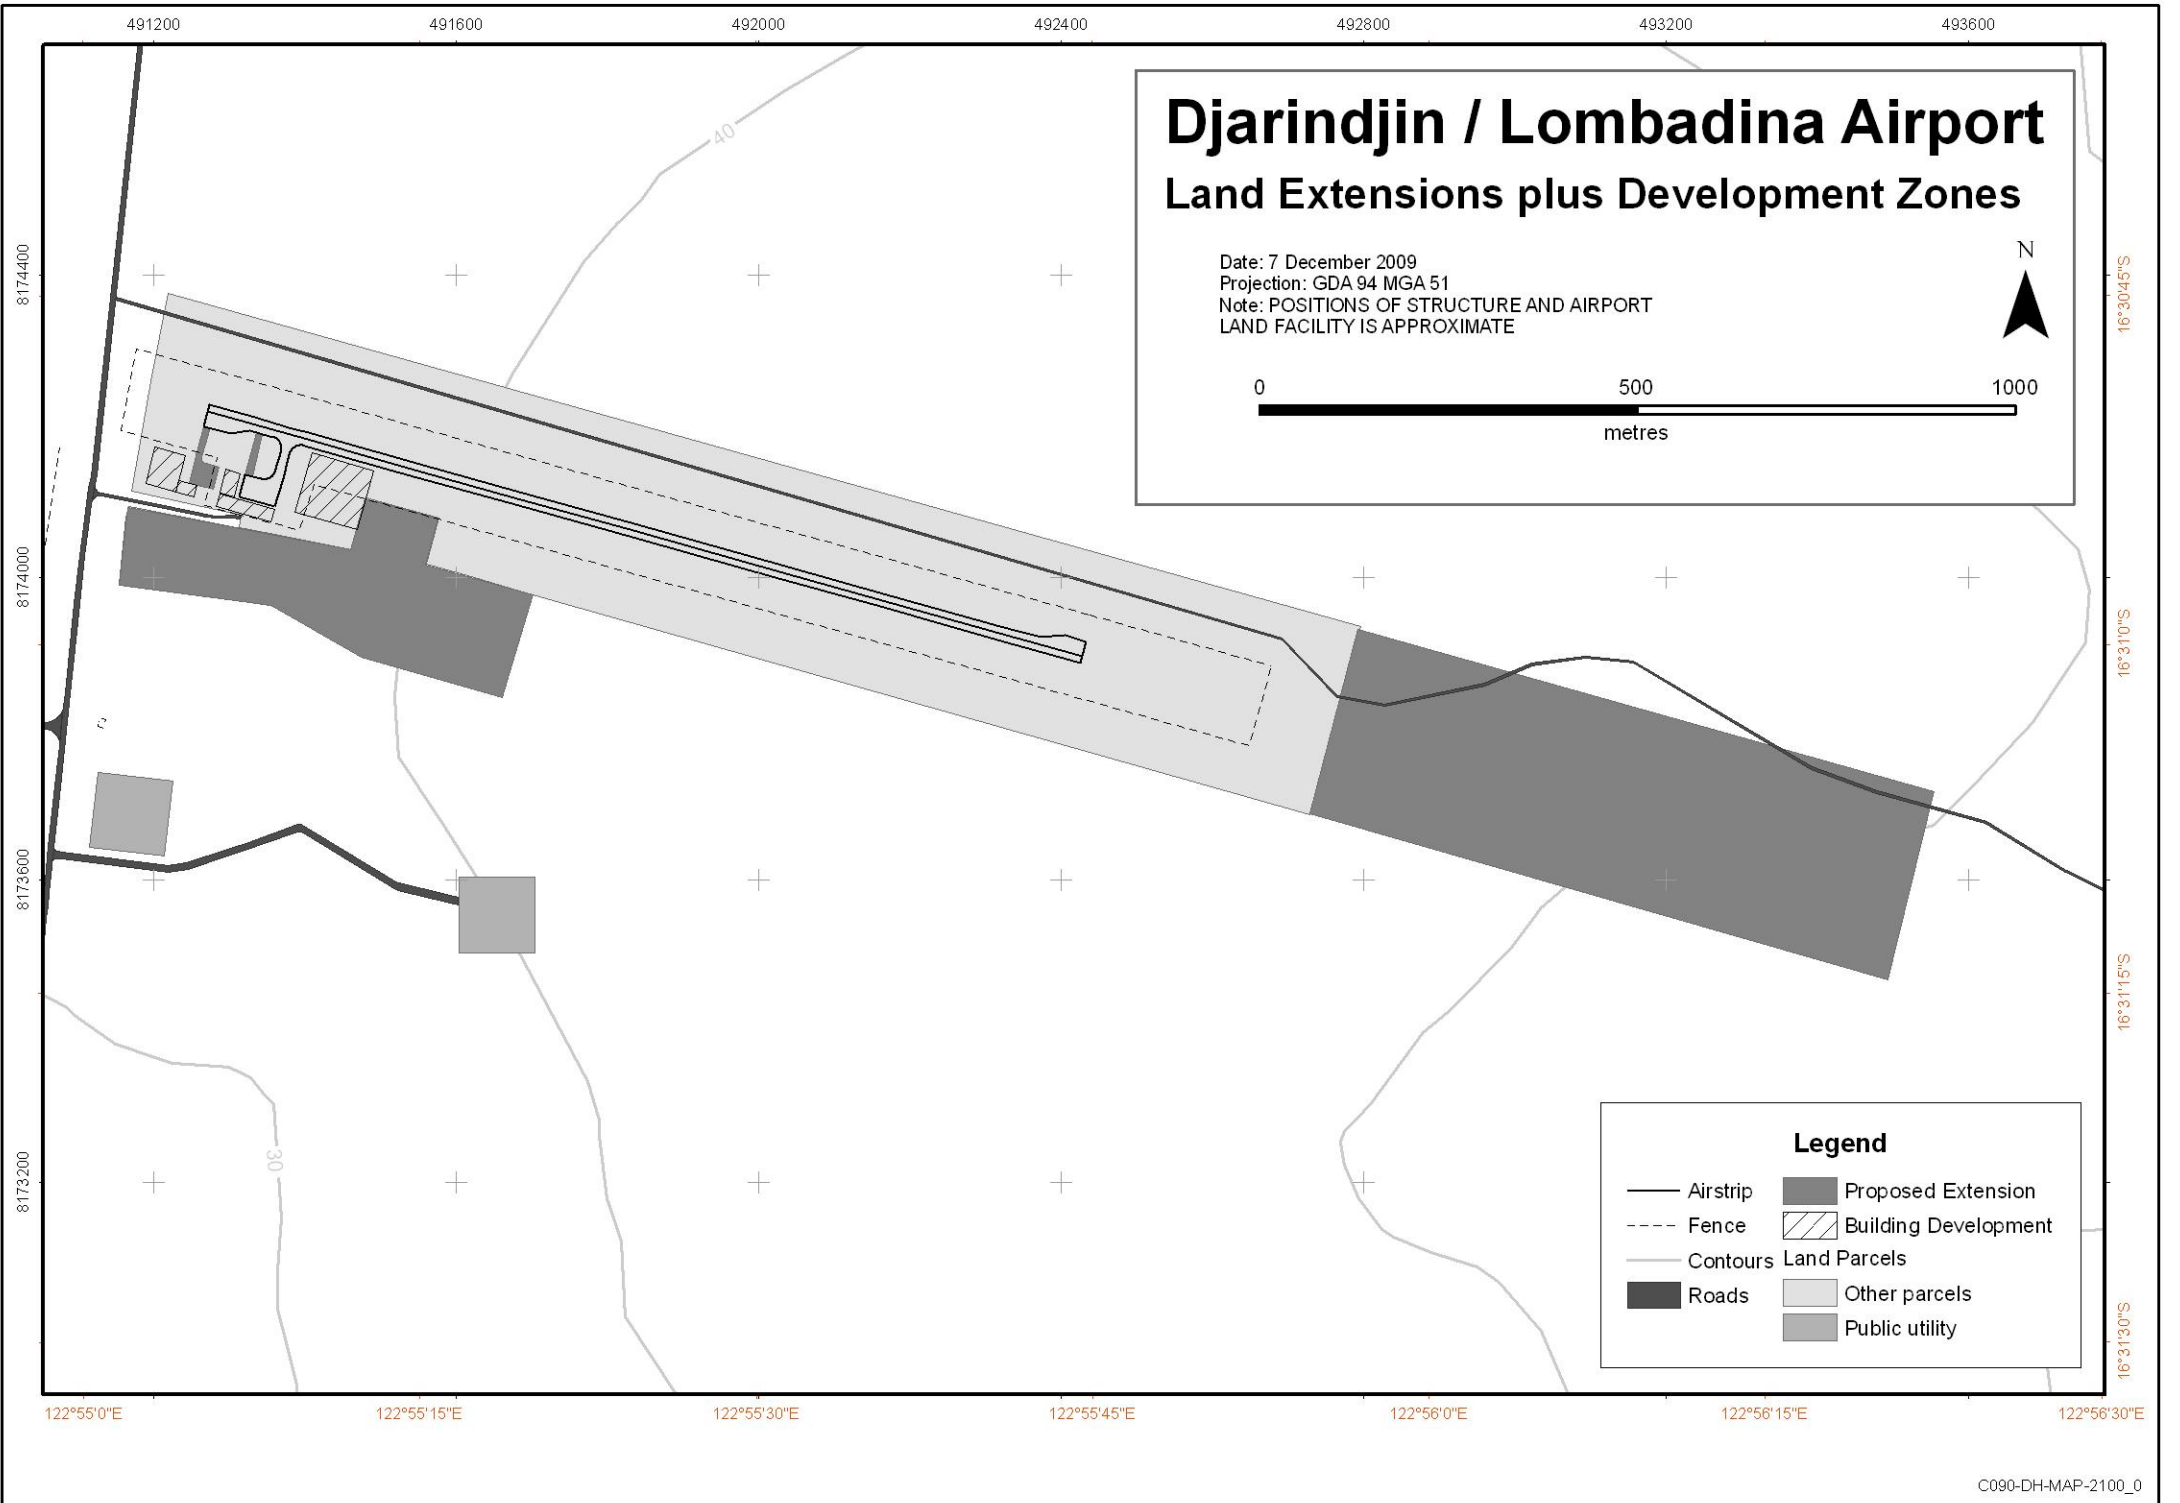 491200 491600 492000 492400 492800 493200 493600
Djarindjin / Lombadina Airport
Land Extensions plus Development Zones
Date: 7 December 2009
Projection: GDA 94 MGA 51
Note: POSITIONS OF STRUCTURE AND AIRPORT
LAND FACILITY IS APPROXIMATE
N
0 500 1000
metres
40
30
8174400
8174000
8173600
8173200
16°30'45"S
16°31'0"S
16°31'15"S
16°31'30"S
Legend
Airstrip
Fence
Contours
Roads
Proposed Extension
Building Development
Land Parcels
Other parcels
Public utility
122°55'0"E 122°55'15"E 122°55'30"E 122°55'45"E 122°56'0"E 122°56'15"E 122°56'30"E
C090-DH-MAP-2100_0